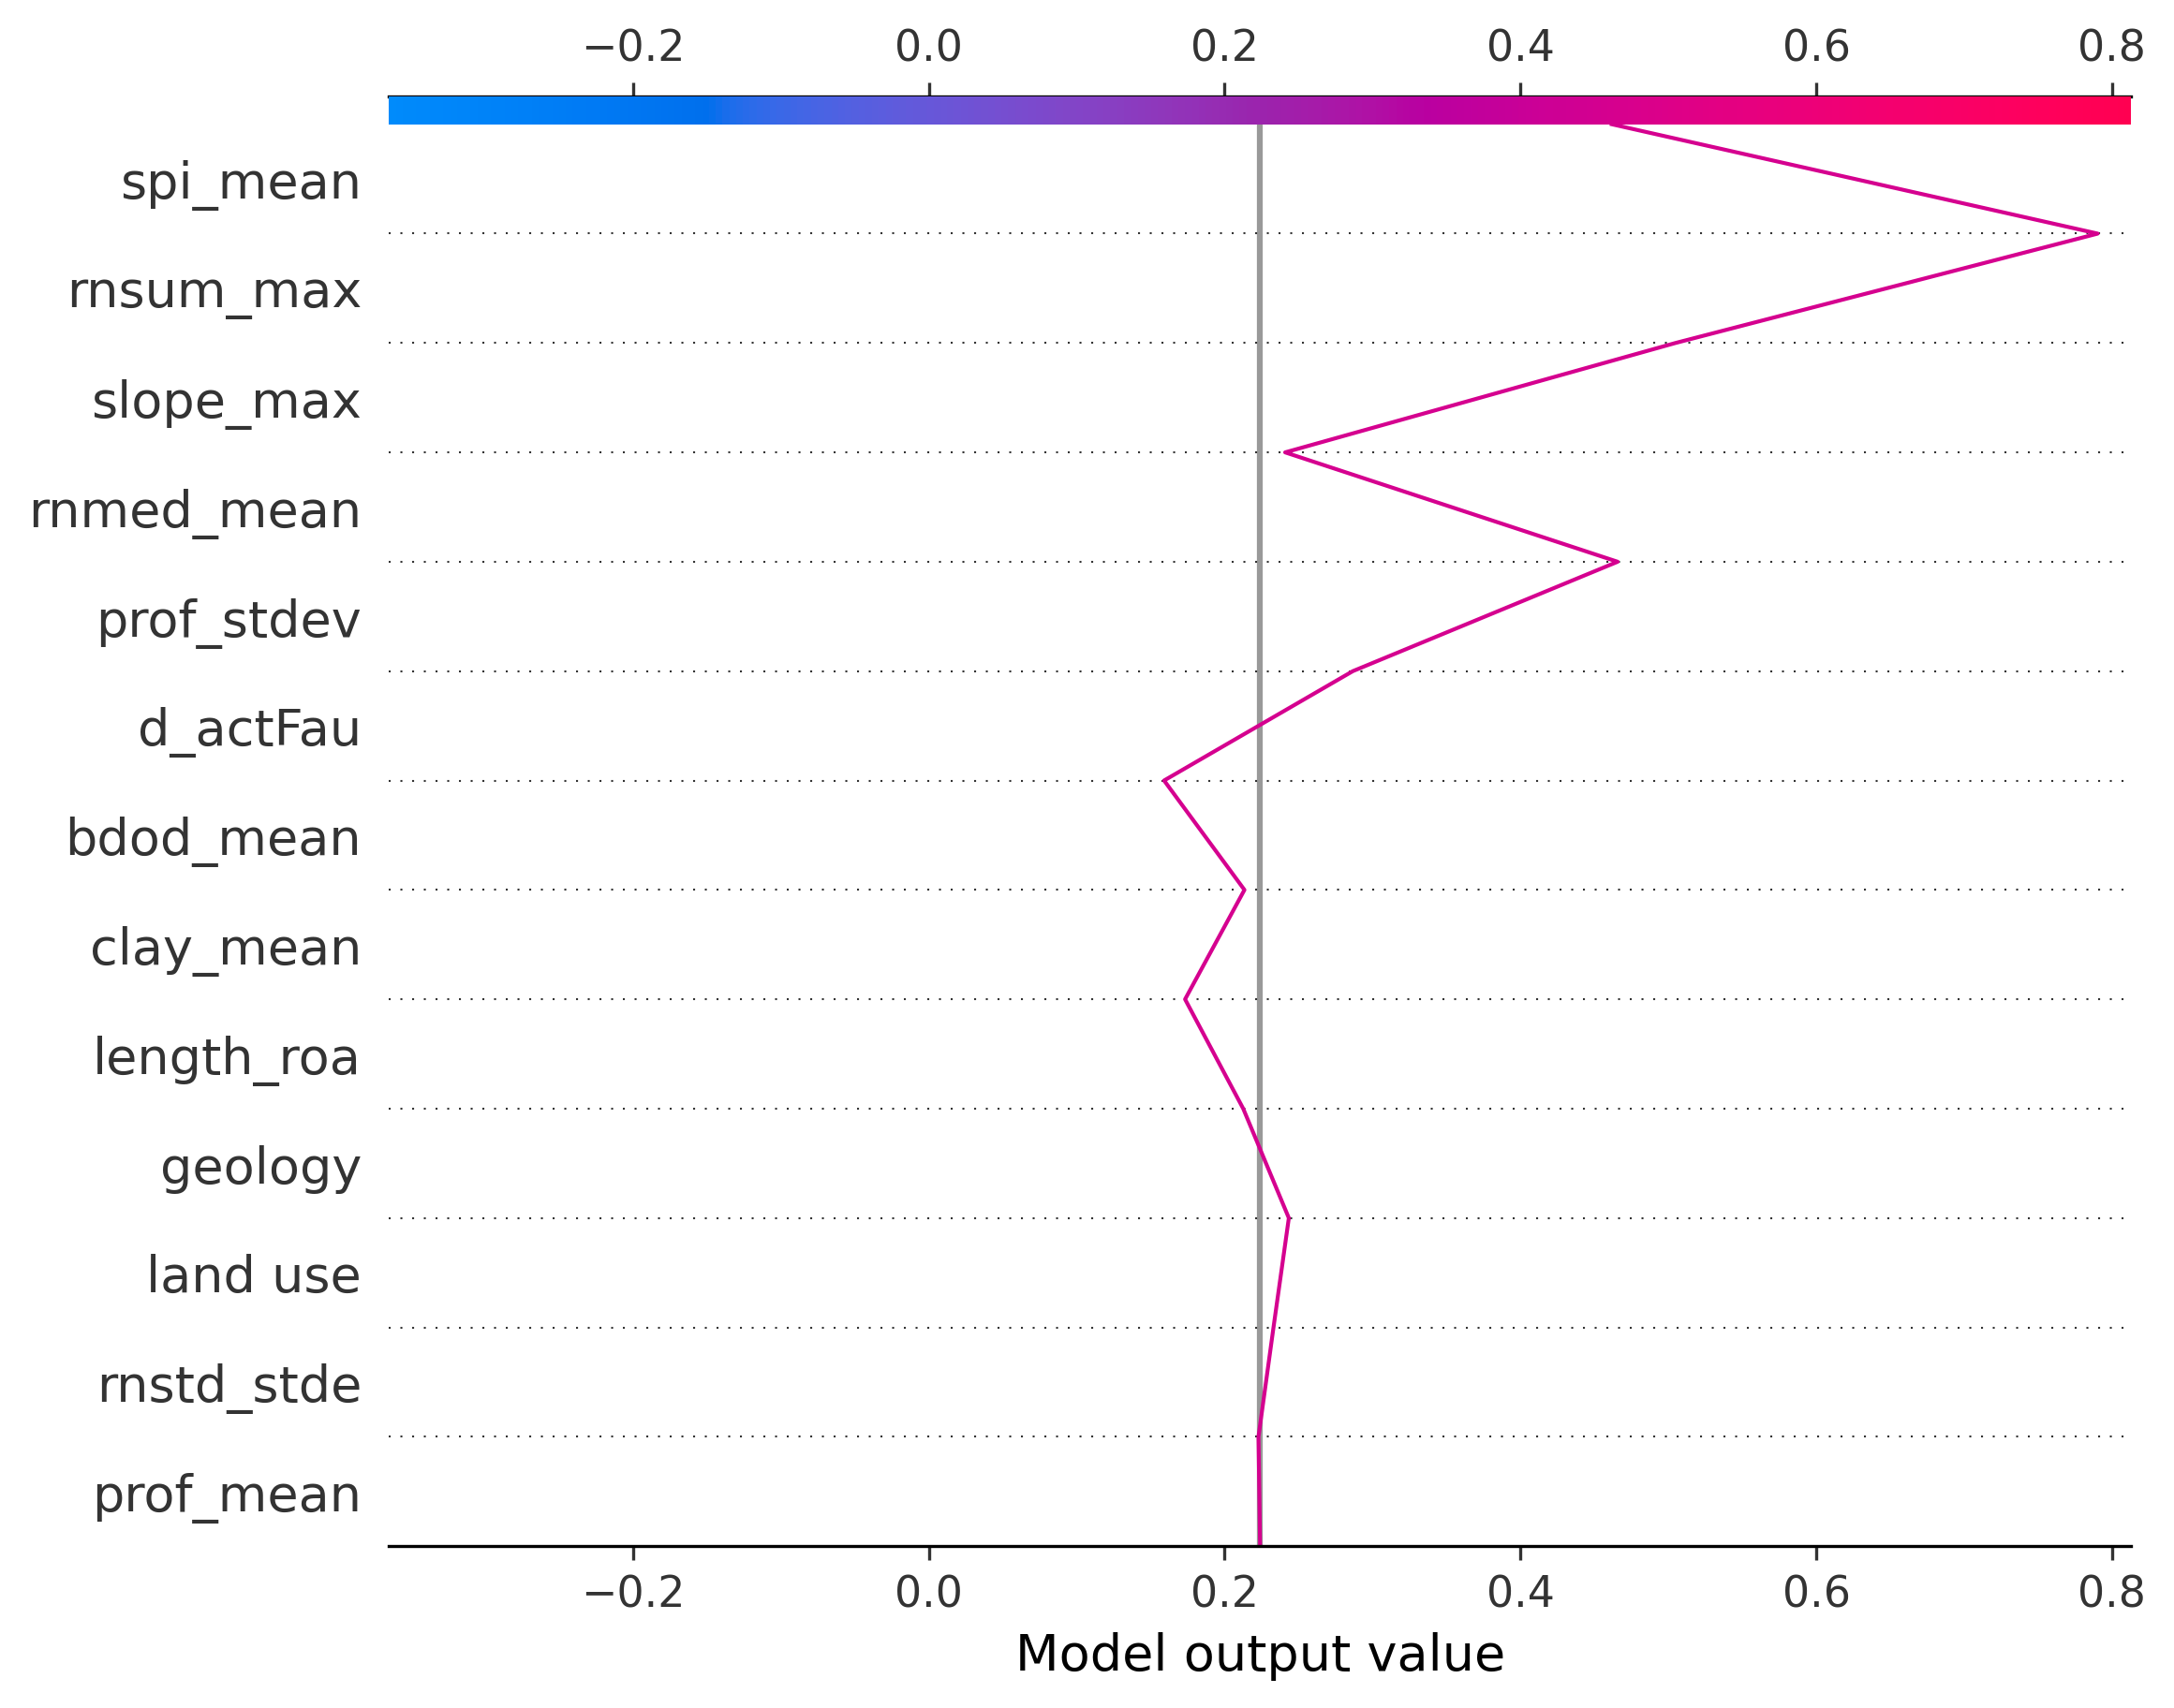 −0.2 0.0 0.2 0.4 0.6 0.8
spi_mean
rnsum_max
slope_max
rnmed_mean
prof_stdev
d_actFau
bdod_mean
clay_mean
length_roa
geology
land use
rnstd_stde
prof_mean
−0.2 0.0 0.2 0.4 0.6 0.8
Model output value